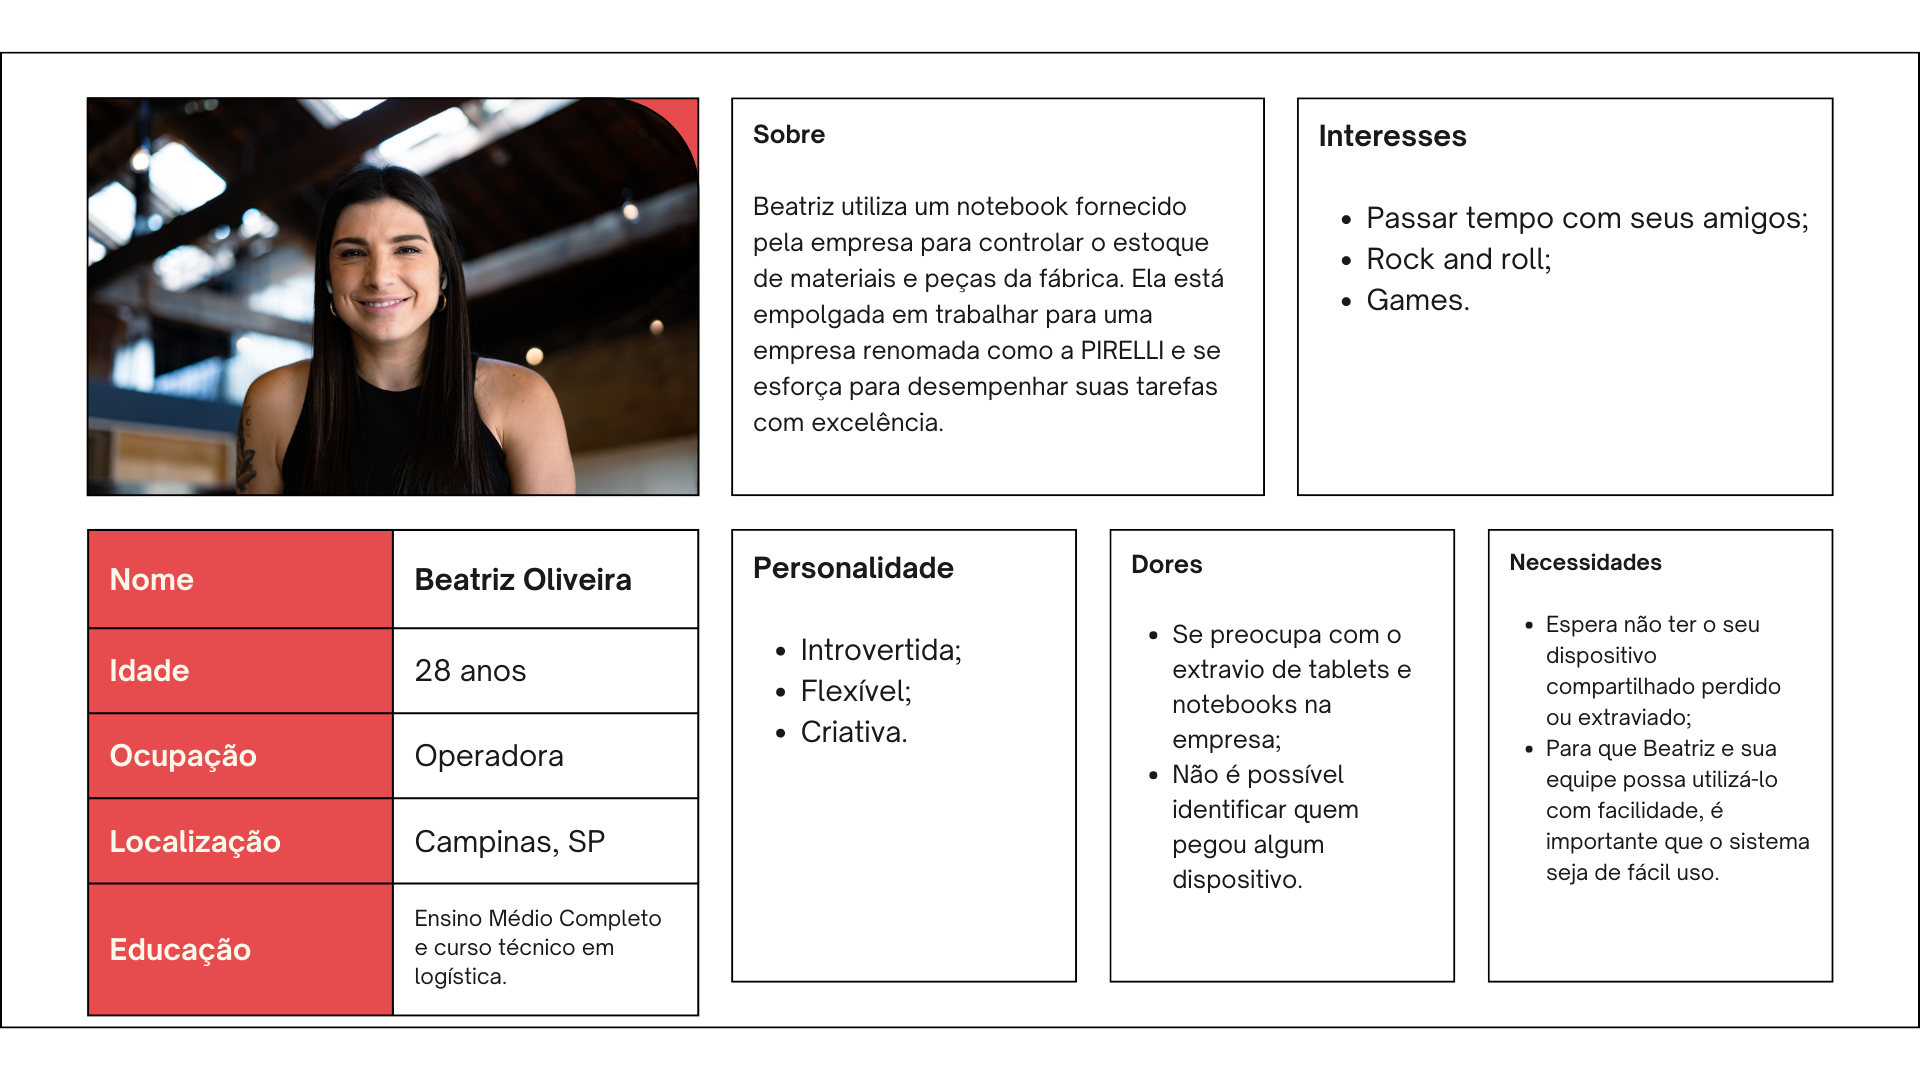 Sobre
Beatriz utiliza um notebook fornecido
pela empresa para controlar o estoque
de materiais e peças da fábrica. Ela está
empolgada em trabalhar para uma
empresa renomada como a PIRELLI e se
esforça para desempenhar suas tarefas
com excelência.
Interesses
• Passar tempo com seus amigos;
• Rock and roll;
• Games.
Nome
Beatriz Oliveira
Idade
28 anos
Ocupação
Operadora
Localização
Campinas, SP
Educação
Ensino Médio Completo
e curso técnico em
logística.
Personalidade
• Introvertida;
• Flexível;
• Criativa.
Dores
• Se preocupa com o
extravio de tablets e
notebooks na
empresa;
• Não é possível
identificar quem
pegou algum
dispositivo.
Necessidades
• Espera não ter o seu
dispositivo
compartilhado perdido
ou extraviado;
• Para que Beatriz e sua
equipe possa utilizá-lo
com facilidade, é
importante que o sistema
seja de fácil uso.